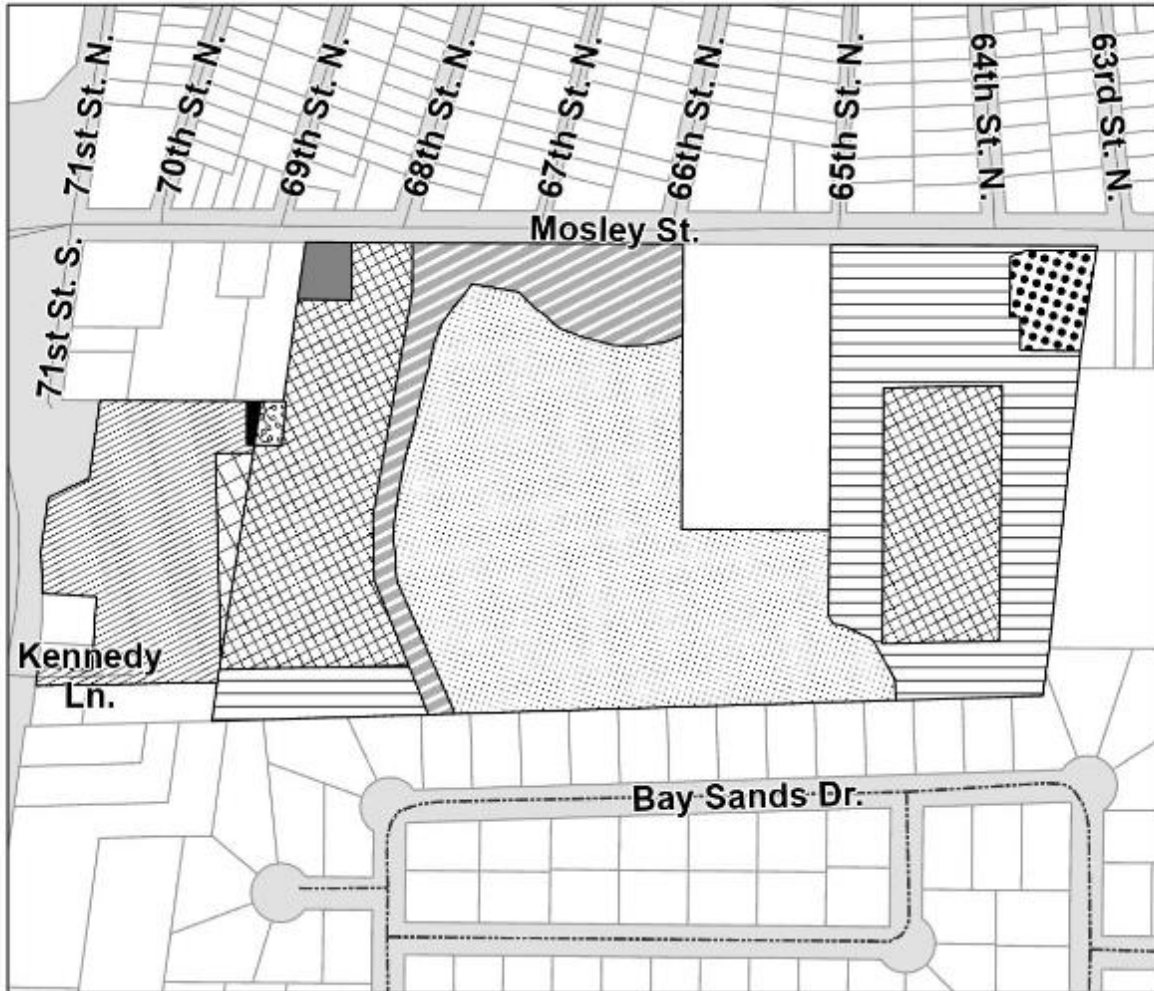 71st St. N.
70th St. N.
69th St. N.
68th St. N.
67th St. N.
66th St. N.
65th St. N.
64th St. N.
63rd St. N.
Mosley St.
71st St. S.
Kennedy
Ln.
Bay Sands Dr.